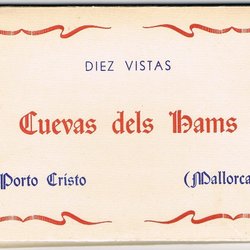 DIEZ VISTAS
Cuevas dels Hams
Porto Cristo (Mallorca